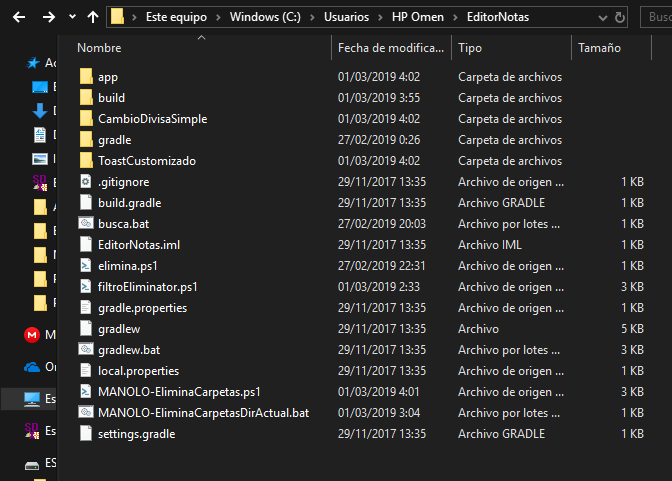 Este equipo > Windows (C:) > Usuarios > HP Omen > EditorNotas
Busc
Nombre Fecha de modifica... Tipo Tamaño
app 01/03/2019 4:02 Carpeta de archivos
build 01/03/2019 3:55 Carpeta de archivos
CambioDivisaSimple 01/03/2019 4:02 Carpeta de archivos
gradle 27/02/2019 0:26 Carpeta de archivos
ToastCustomizado 01/03/2019 4:02 Carpeta de archivos
.gitignore 29/11/2017 13:35 Archivo de origen ... 1 KB
build.gradle 29/11/2017 13:35 Archivo GRADLE 1 KB
busca.bat 27/02/2019 20:03 Archivo por lotes ... 1 KB
EditorNotas.iml 29/11/2017 13:35 Archivo IML 1 KB
elimina.ps1 27/02/2019 22:31 Archivo de origen ... 1 KB
filtroEliminator.ps1 01/03/2019 2:33 Archivo de origen ... 3 KB
gradle.properties 29/11/2017 13:35 Archivo de origen ... 1 KB
gradlew 29/11/2017 13:35 Archivo 5 KB
gradlew.bat 29/11/2017 13:35 Archivo por lotes ... 3 KB
local.properties 29/11/2017 13:35 Archivo de origen ... 1 KB
MANOLO-EliminaCarpetas.ps1 01/03/2019 4:01 Archivo de origen ... 3 KB
MANOLO-EliminaCarpetasDirActual.bat 01/03/2019 3:04 Archivo por lotes ... 1 KB
settings.gradle 29/11/2017 13:35 Archivo GRADLE 1 KB